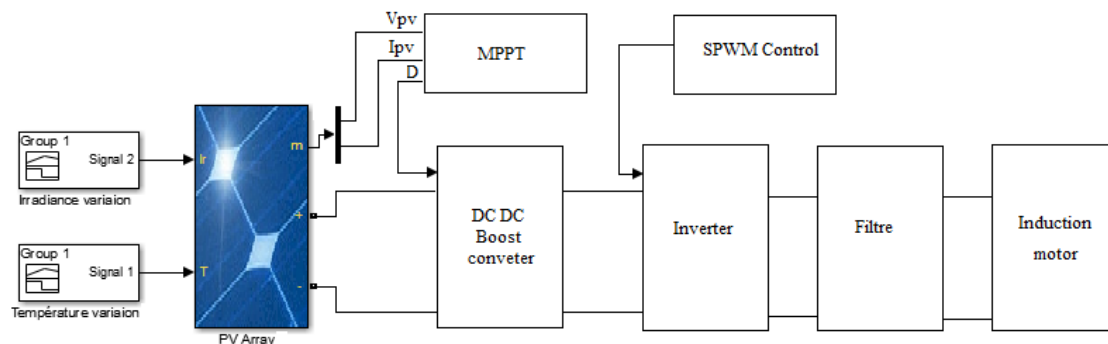 Vpv
Ipv
D
MPPT
SPWM Control
Group 1
Signal 2
Irradiance variaion
Ir
m
+
T
-
PV Array
Group 1
Signal 1
Température variaion
DC DC
Boost
conveter
Inverter
Filtre
Induction
motor